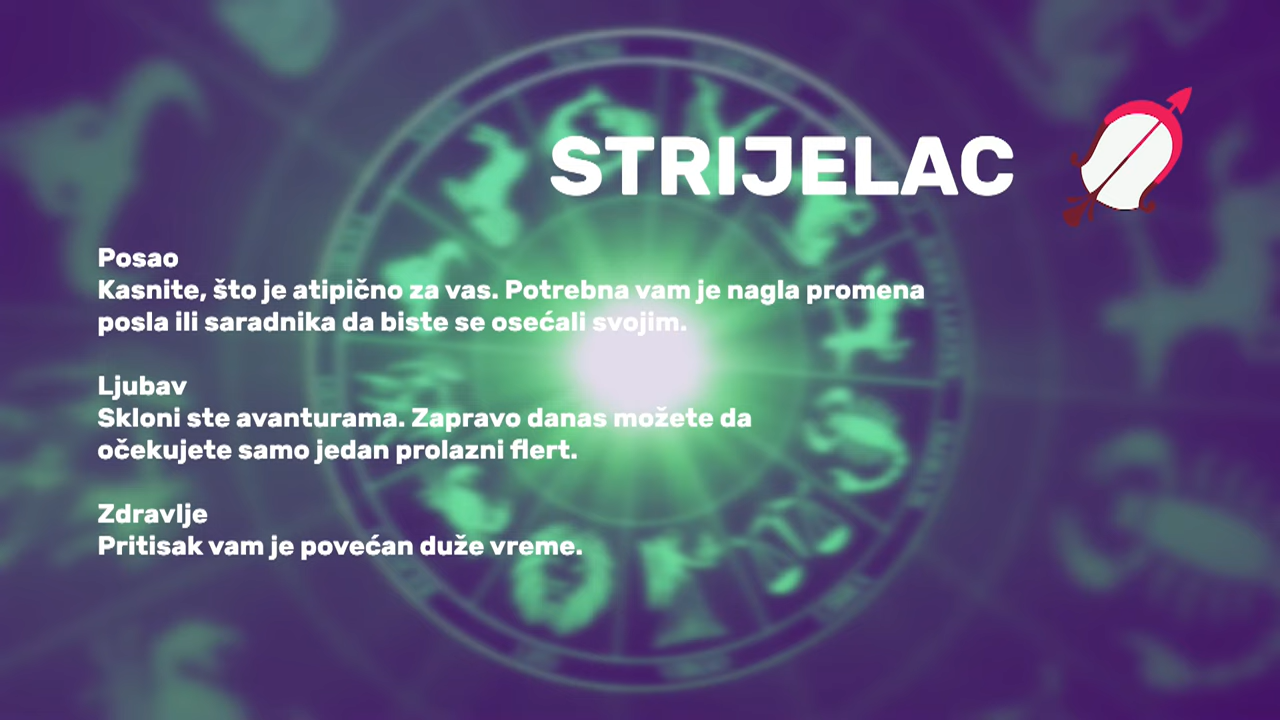 STRIJELAC
Posao
Kasnite, što je atipično za vas. Potrebna vam je nagla promena
posla ili saradnika da biste se osećali svojim.
Ljubav
Skloni ste avanturama. Zapravo danas možete da
očekujete samo jedan prolazni flert.
Zdravlje
Pritisak vam je povećan duže vreme.